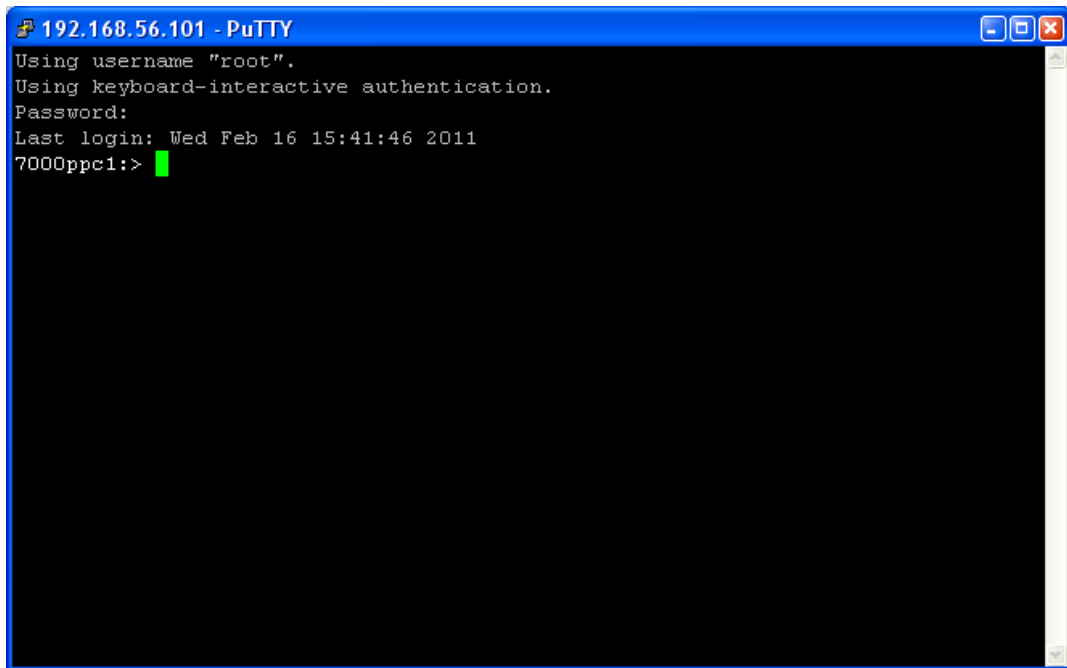 192.168.56.101 - PuTTY
Using username "root".
Using keyboard-interactive authentication.
Password:
Last login: Wed Feb 16 15:41:46 2011
7000ppc1:>